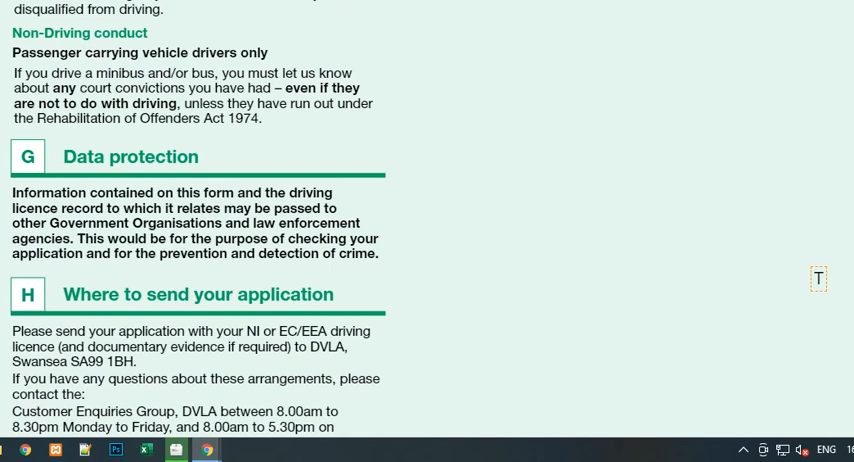 disqualified from driving.
Non-Driving conduct
Passenger carrying vehicle drivers only
If you drive a minibus and/or bus, you must let us know
about any court convictions you have had – even if they
are not to do with driving, unless they have run out under
the Rehabilitation of Offenders Act 1974.
G Data protection
Information contained on this form and the driving
licence record to which it relates may be passed to
other Government Organisations and law enforcement
agencies. This would be for the purpose of checking your
application and for the prevention and detection of crime.
T
H Where to send your application
Please send your application with your NI or EC/EEA driving
licence (and documentary evidence if required) to DVLA,
Swansea SA99 1BH.
If you have any questions about these arrangements, please
contact the:
Customer Enquiries Group, DVLA between 8.00am to
8.30pm Monday to Friday, and 8.00am to 5.30pm on
Ps
ENG 16